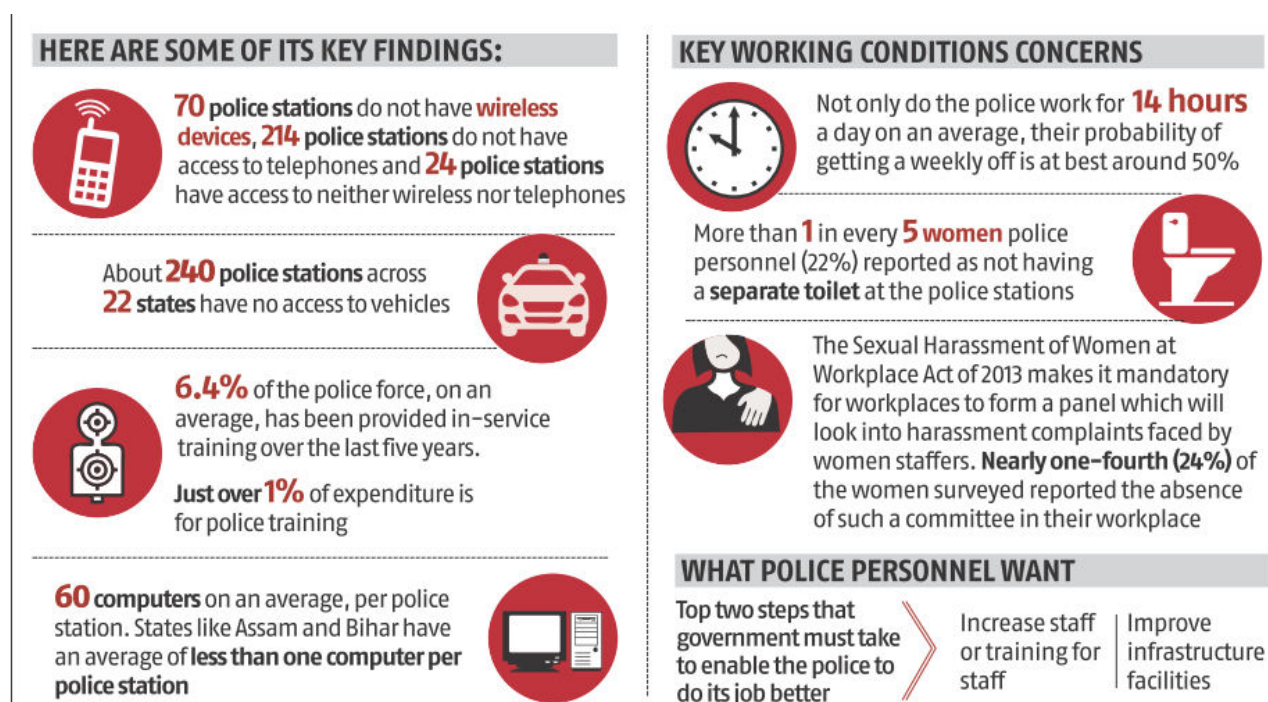 HERE ARE SOME OF ITS KEY FINDINGS:
70 police stations do not have wireless
devices, 214 police stations do not have
access to telephones and 24 police stations
have access to neither wireless nor telephones
About 240 police stations across
22 states have no access to vehicles
6.4% of the police force, on an
average, has been provided in-service
training over the last five years.
Just over 1% of expenditure is
for police training
60 computers on an average, per police
station. States like Assam and Bihar have
an average of less than one computer per
police station
KEY WORKING CONDITIONS CONCERNS
Not only do the police work for 14 hours
a day on an average, their probability of
getting a weekly off is at best around 50%
More than 1 in every 5 women police
personnel (22%) reported as not having
a separate toilet at the police stations
The Sexual Harassment of Women at
Workplace Act of 2013 makes it mandatory
for workplaces to form a panel which will
look into harassment complaints faced by
women staffers. Nearly one-fourth (24%) of
the women surveyed reported the absence
of such a committee in their workplace
WHAT POLICE PERSONNEL WANT
Top two steps that
government must take
to enable the police to
do its job better
Increase staff
or training for
staff
Improve
infrastructure
facilities